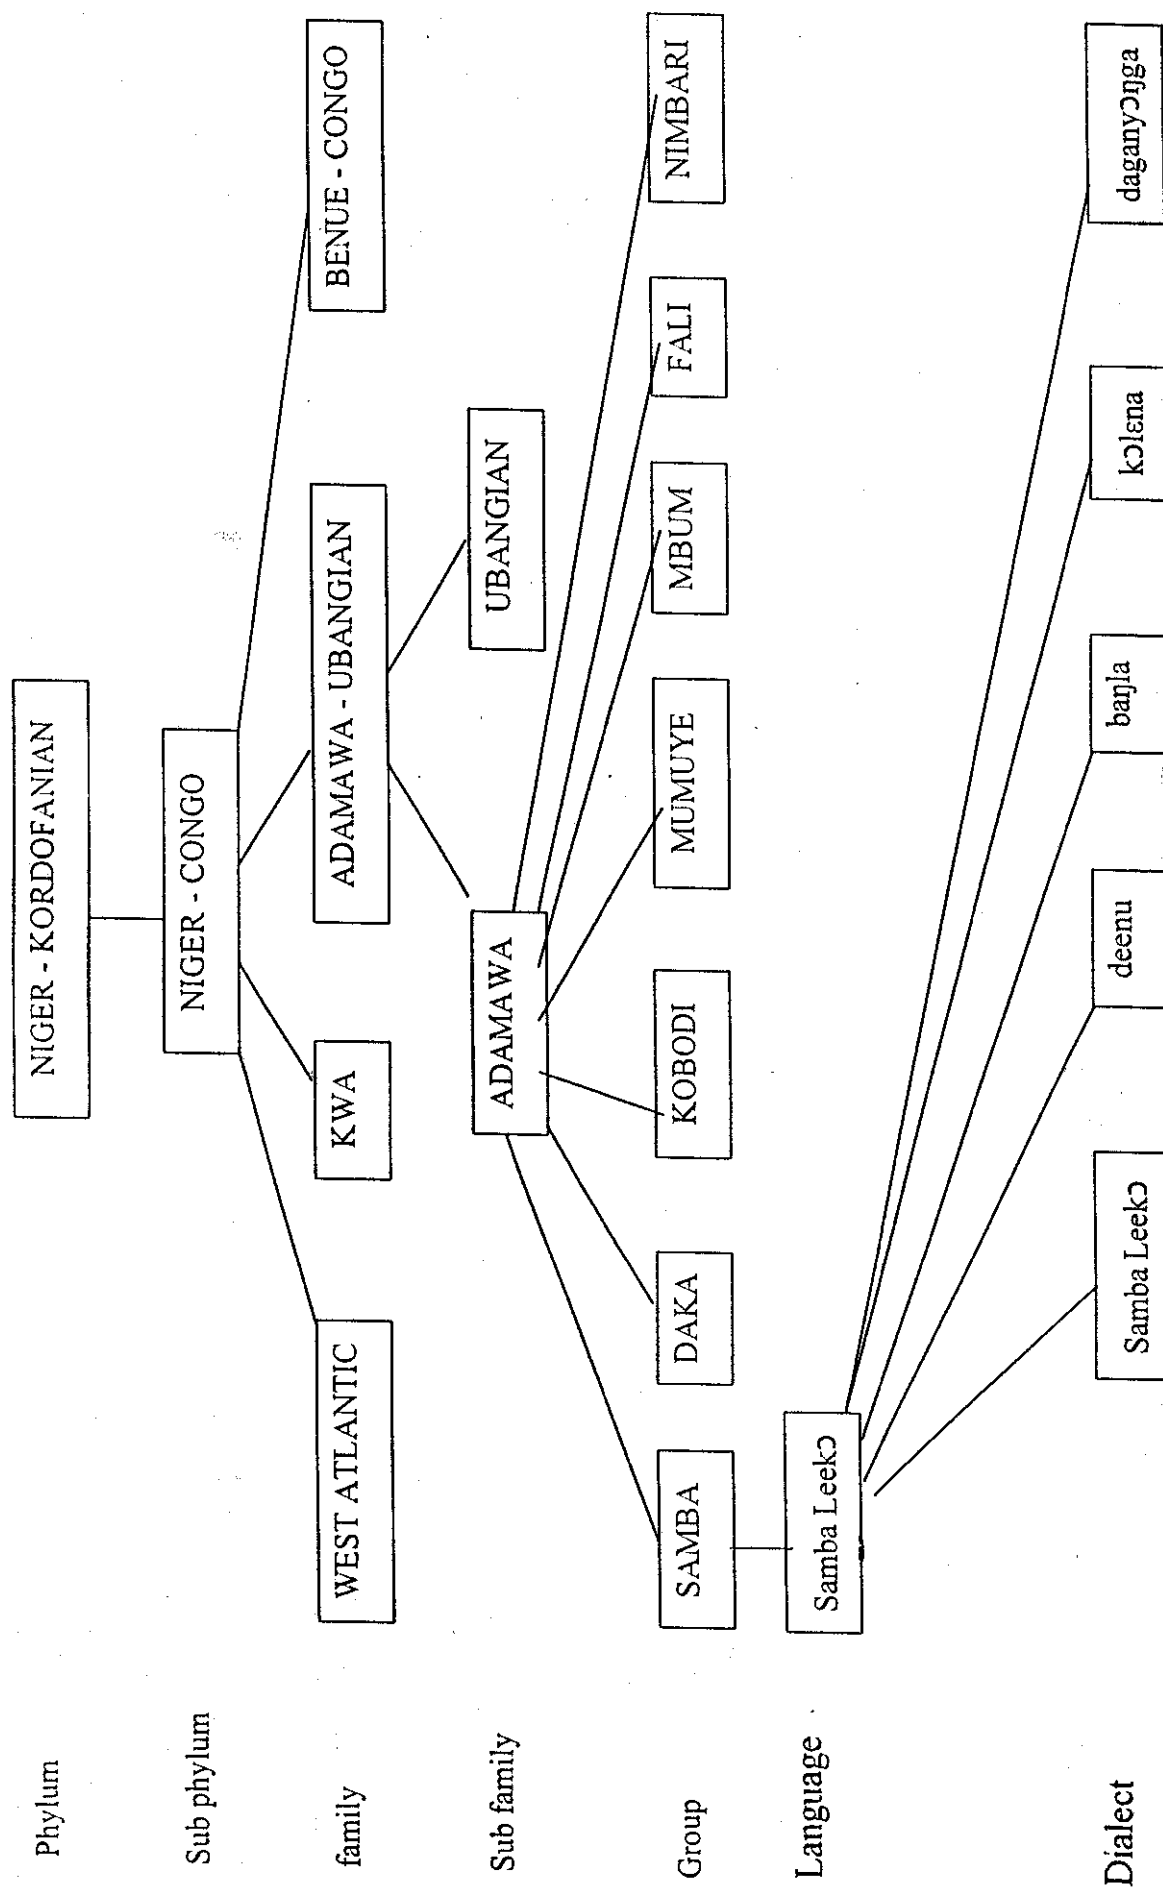 Phylum
NIGER - KORDOFANIAN
Sub phylum
NIGER - CONGO
family
WEST ATLANTIC
KWA
ADAMAWA - UBANGIAN
BENUE - CONGO
Sub family
ADAMAWA
UBANGIAN
Group
SAMBA
DAKA
KOBODI
MUMUYE
MBUM
FALI
NIMBARI
Language
Samba Leekɔ
Dialect
Samba Leekɔ
deenu
baŋla
kɔlɛna
daganyɔŋga